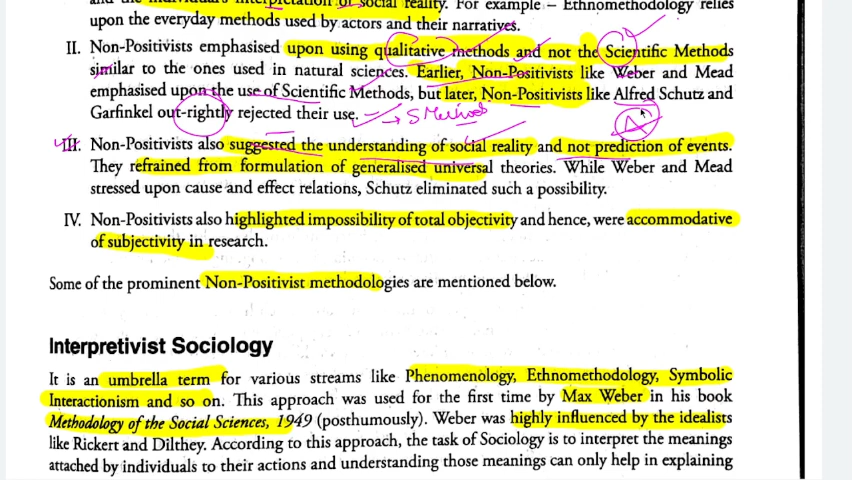 and the individual's interpretation of social reality. For example – Ethnomethodology relies
upon the everyday methods used by actors and their narratives.
II. Non-Positivists emphasised upon using qualitative methods and not the Scientific Methods
similar to the ones used in natural sciences. Earlier, Non-Positivists like Weber and Mead
emphasised upon the use of Scientific Methods, but later, Non-Positivists like Alfred Schutz and
Garfinkel out-rightly rejected their use. → S Methods
III. Non-Positivists also suggested the understanding of social reality and not prediction of events.
They refrained from formulation of generalised universal theories. While Weber and Mead
stressed upon cause and effect relations, Schutz eliminated such a possibility.
IV. Non-Positivists also highlighted impossibility of total objectivity and hence, were accommodative
of subjectivity in research.
Some of the prominent Non-Positivist methodologies are mentioned below.
Interpretivist Sociology
It is an umbrella term for various streams like Phenomenology, Ethnomethodology, Symbolic
Interactionism and so on. This approach was used for the first time by Max Weber in his book
Methodology of the Social Sciences, 1949 (posthumously). Weber was highly influenced by the idealists
like Rickert and Dilthey. According to this approach, the task of Sociology is to interpret the meanings
attached by individuals to their actions and understanding those meanings can only help in explaining